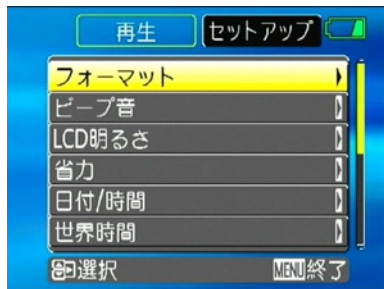 再生 セットアップ
フォーマット
ビープ音
LCD明るさ
省力
日付/時間
世界時間
選択 MENU終了